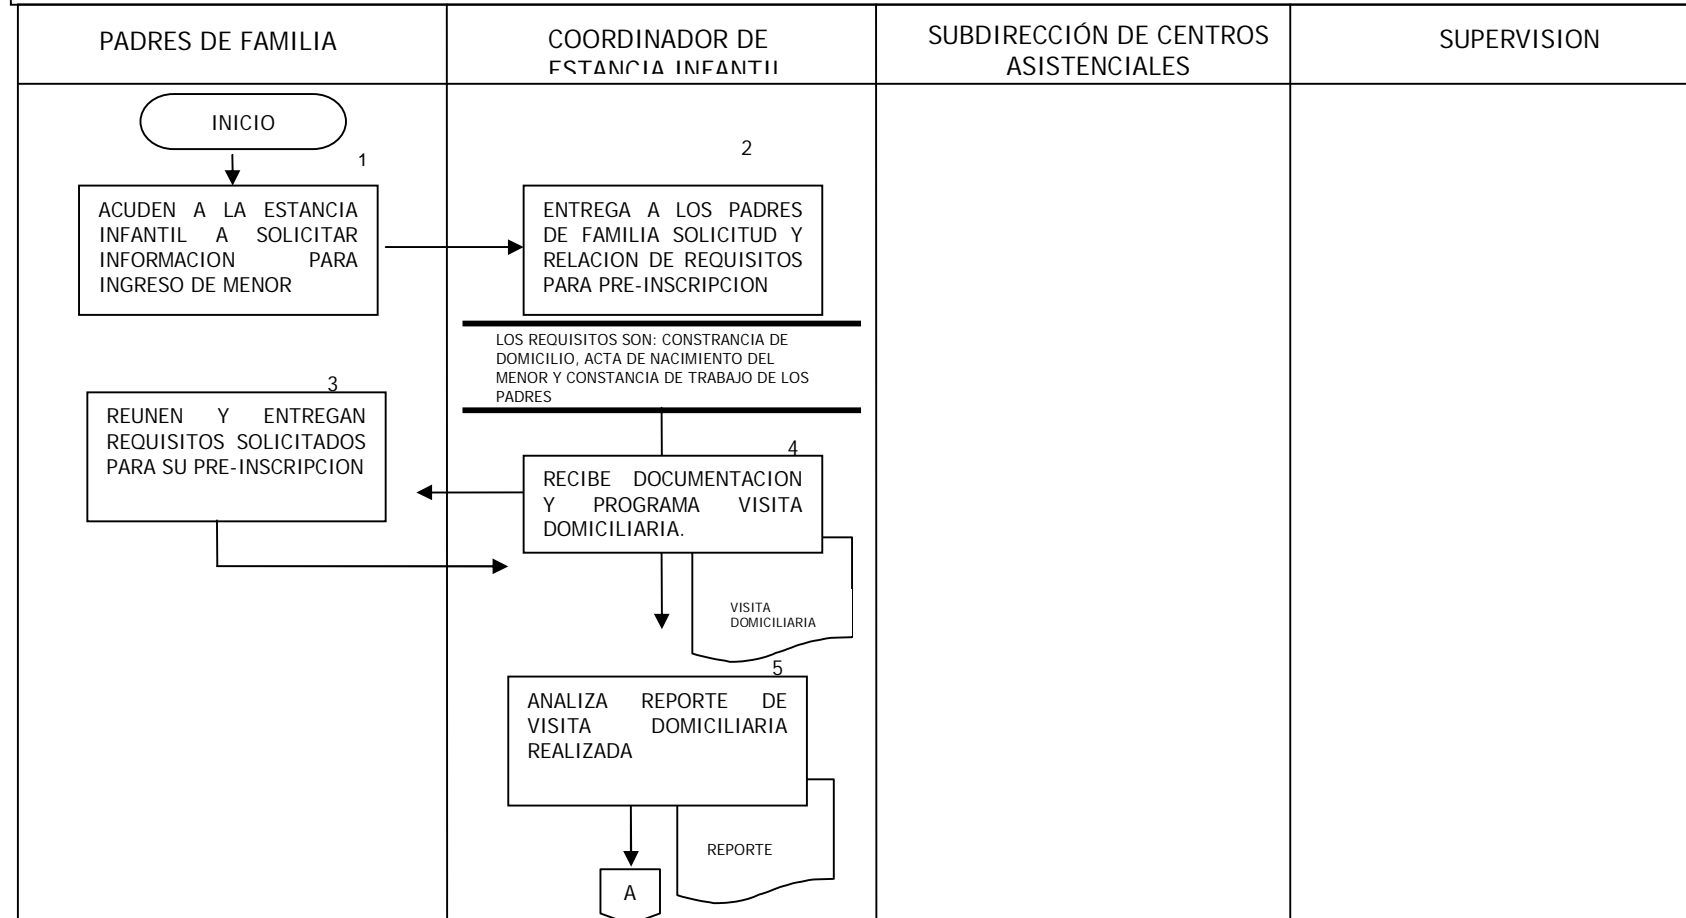 PADRES DE FAMILIA
COORDINADOR DE
ESTANCIA INFANTIL
SUBDIRECCIÓN DE CENTROS
ASISTENCIALES
SUPERVISION
INICIO
1
ACUDEN A LA ESTANCIA
INFANTIL A SOLICITAR
INFORMACION PARA
INGRESO DE MENOR
2
ENTREGA A LOS PADRES
DE FAMILIA SOLICITUD Y
RELACION DE REQUISITOS
PARA PRE-INSCRIPCION
LOS REQUISITOS SON: CONSTRANCIA DE
DOMICILIO, ACTA DE NACIMIENTO DEL
MENOR Y CONSTANCIA DE TRABAJO DE LOS
PADRES
3
REUNEN Y ENTREGAN
REQUISITOS SOLICITADOS
PARA SU PRE-INSCRIPCION
4
RECIBE DOCUMENTACION
Y PROGRAMA VISITA
DOMICILIARIA.
VISITA
DOMICILIARIA
5
ANALIZA REPORTE DE
VISITA DOMICILIARIA
REALIZADA
REPORTE
A